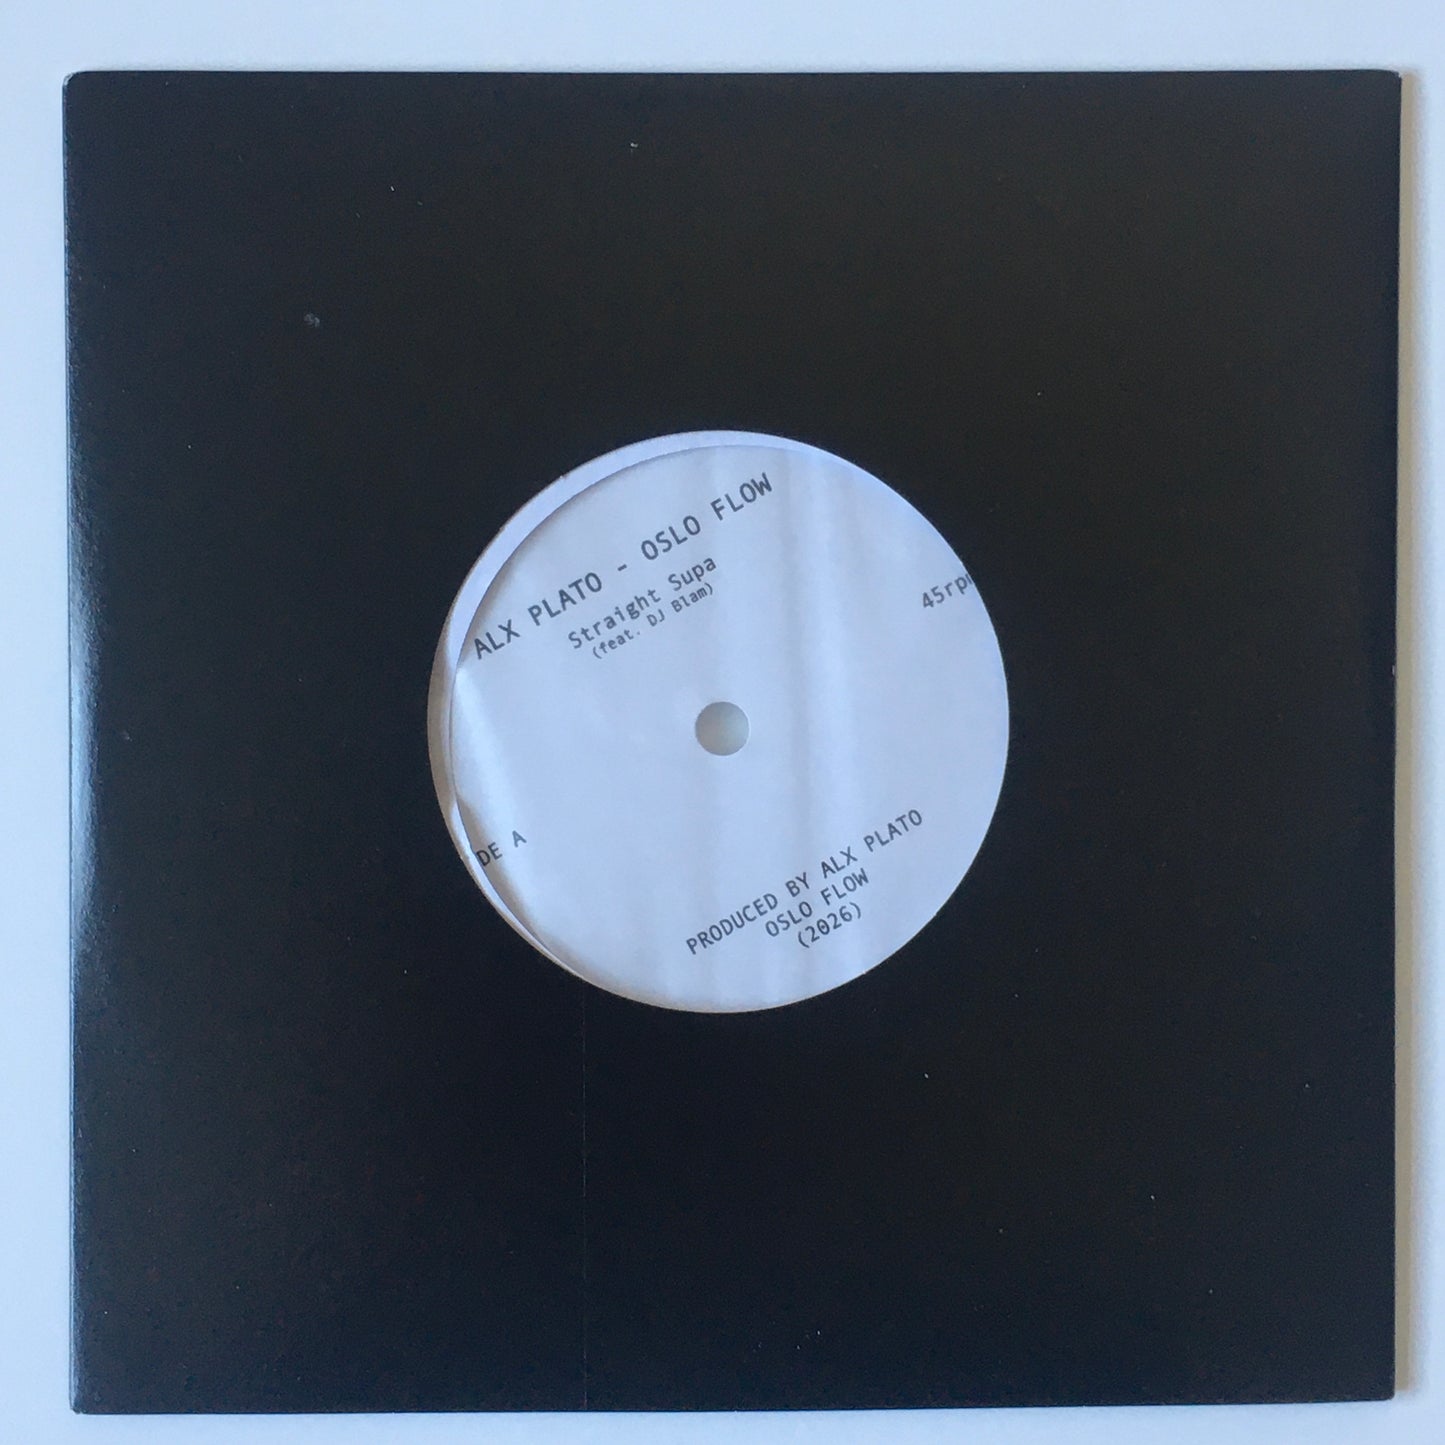 ALX PLATO - OSLO FLOW
Straight Supa
(feat. DJ Blam)
45rp
DE A
PRODUCED BY ALX PLATO
OSLO FLOW
(2026)